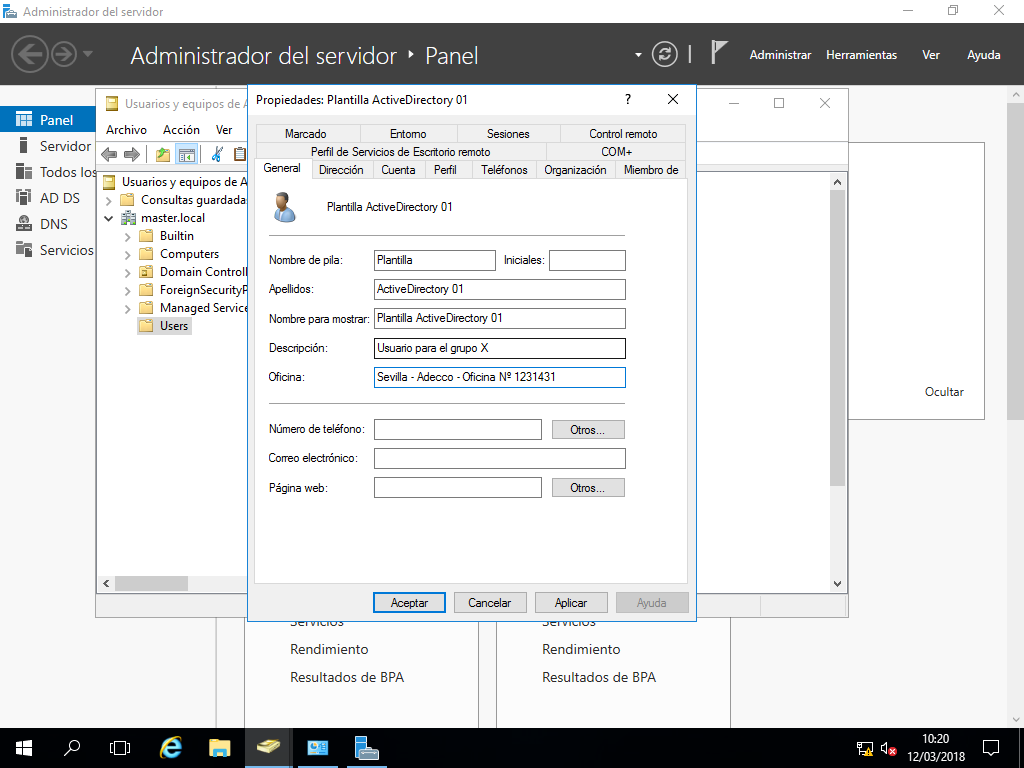 Administrador del servidor
Administrador del servidor ‣ Panel
Administrar Herramientas Ver Ayuda
Panel
Servidor
Todos los
AD DS
DNS
Servicios
Usuarios y equipos de A
Archivo Acción Ver
Usuarios y equipos de A
Consultas guardadas
master.local
Builtin
Computers
Domain Controll
ForeignSecurityP
Managed Service
Users
Propiedades: Plantilla ActiveDirectory 01 ?
Marcado Entorno Sesiones Control remoto
Perfil de Servicios de Escritorio remoto COM+
General Dirección Cuenta Perfil Teléfonos Organización Miembro de
Plantilla ActiveDirectory 01
Nombre de pila: Plantilla Iniciales:
Apellidos: ActiveDirectory 01
Nombre para mostrar: Plantilla ActiveDirectory 01
Descripción: Usuario para el grupo X
Oficina: Sevilla - Adecco - Oficina Nº 1231431
Número de teléfono: Otros...
Correo electrónico:
Página web: Otros...
Aceptar Cancelar Aplicar Ayuda
Ocultar
Servicios Servicios
Rendimiento Rendimiento
Resultados de BPA Resultados de BPA
10:20
12/03/2018